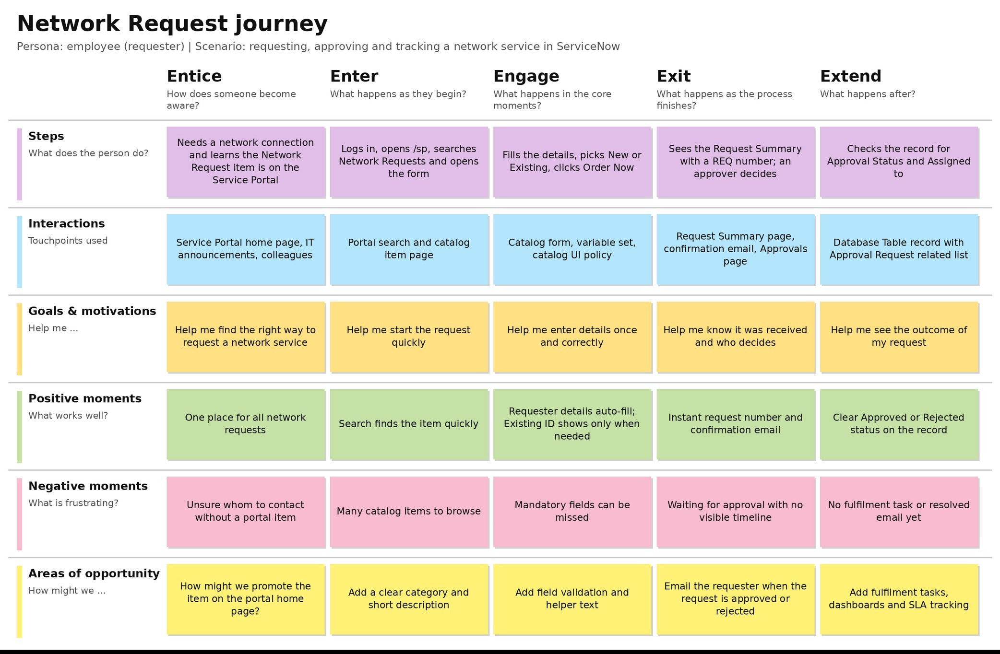 Network Request journey
Persona: employee (requester) | Scenario: requesting, approving and tracking a network service in ServiceNow
Entice
How does someone become
aware?
Enter
What happens as they begin?
Engage
What happens in the core
moments?
Exit
What happens as the process
finishes?
Extend
What happens after?
Steps
What does the person do?
Needs a network connection
and learns the Network
Request item is on the
Service Portal
Logs in, opens /sp, searches
Network Requests and opens
the form
Fills the details, picks New or
Existing, clicks Order Now
Sees the Request Summary
with a REQ number; an
approver decides
Checks the record for
Approval Status and Assigned
to
Interactions
Touchpoints used
Service Portal home page, IT
announcements, colleagues
Portal search and catalog
item page
Catalog form, variable set,
catalog UI policy
Request Summary page,
confirmation email, Approvals
page
Database Table record with
Approval Request related list
Goals & motivations
Help me ...
Help me find the right way to
request a network service
Help me start the request
quickly
Help me enter details once
and correctly
Help me know it was received
and who decides
Help me see the outcome of
my request
Positive moments
What works well?
One place for all network
requests
Search finds the item quickly
Requester details auto-fill;
Existing ID shows only when
needed
Instant request number and
confirmation email
Clear Approved or Rejected
status on the record
Negative moments
What is frustrating?
Unsure whom to contact
without a portal item
Many catalog items to browse
Mandatory fields can be
missed
Waiting for approval with no
visible timeline
No fulfilment task or resolved
email yet
Areas of opportunity
How might we ...
How might we promote the
item on the portal home
page?
Add a clear category and
short description
Add field validation and
helper text
Email the requester when the
request is approved or
rejected
Add fulfilment tasks,
dashboards and SLA tracking